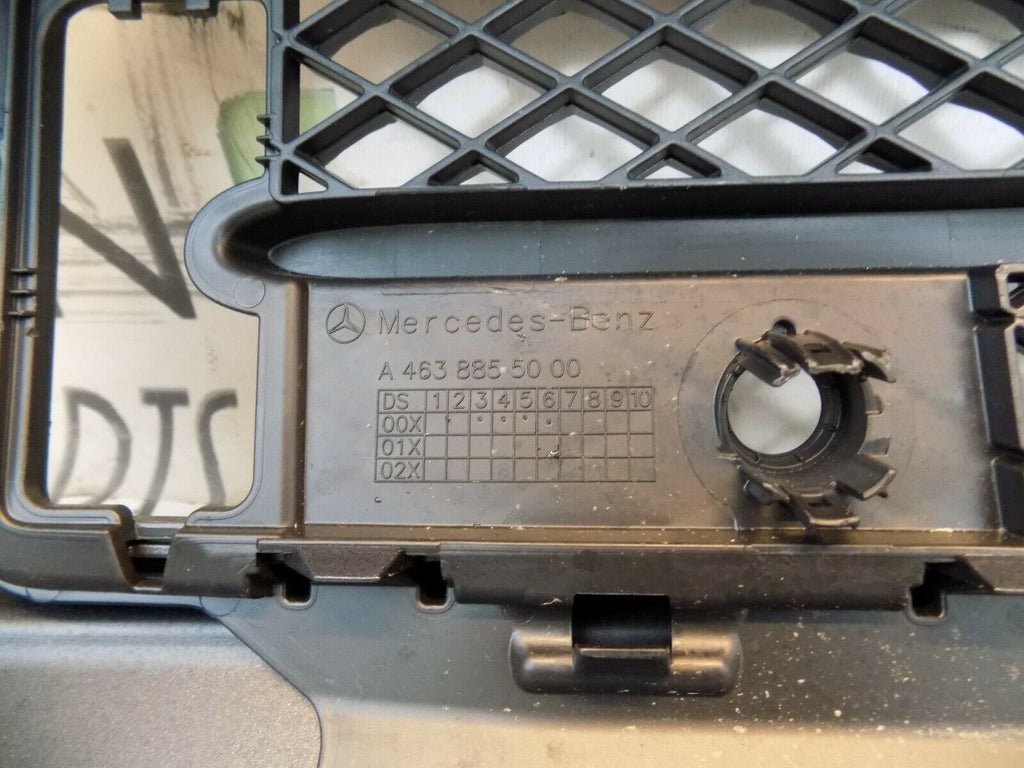 Mercedes-Benz
A 463 885 50 00
DS 1 2 3 4 5 6 7 8 9 10
00X
01X
02X